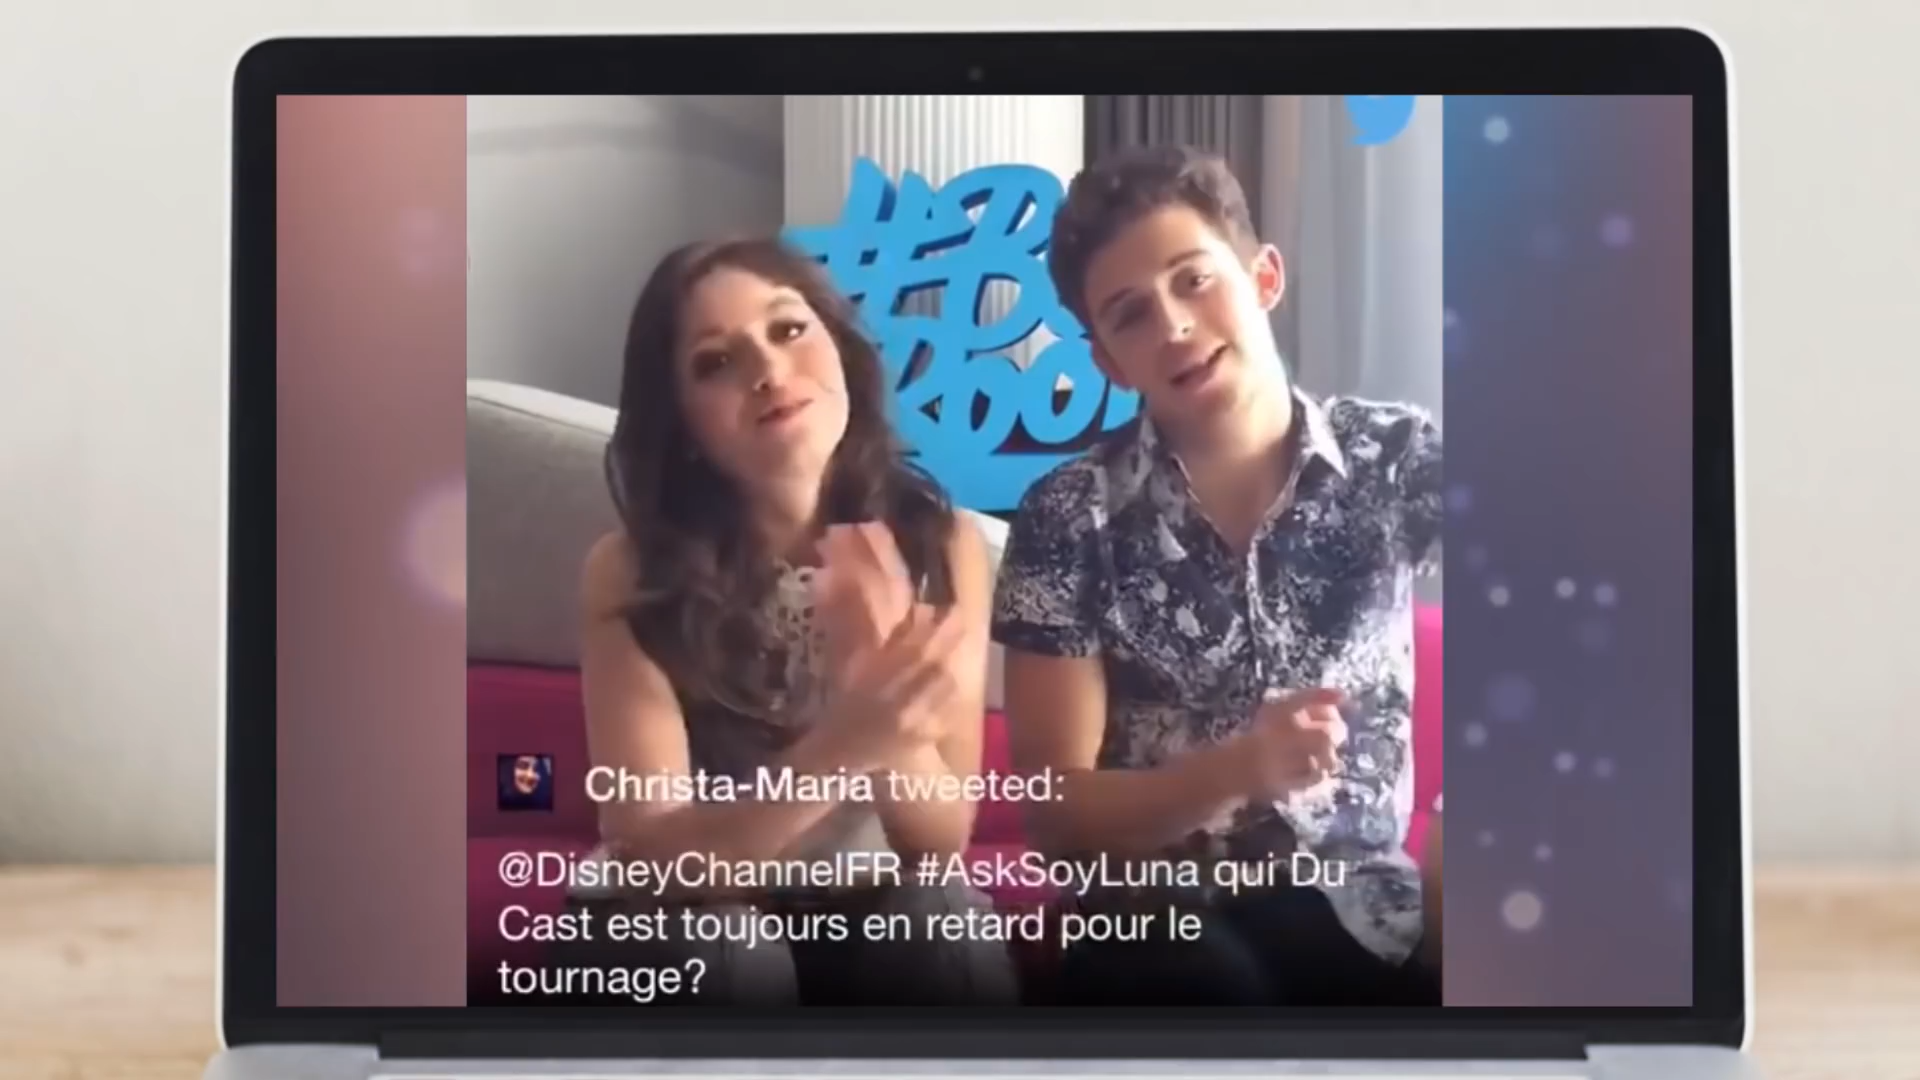 Christa-Maria tweeted:
@DisneyChannelFR #AskSoyLuna qui Du
Cast est toujours en retard pour le
tournage?